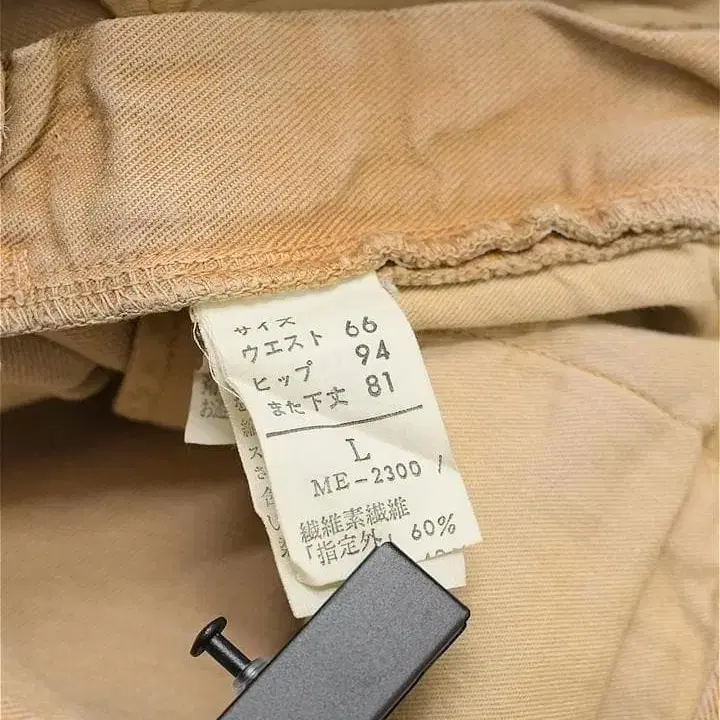 サイズ
ウエスト 66
ヒップ 94
また下丈 81
L
ME-2300 /
繊維素繊維
「指定外」 60%